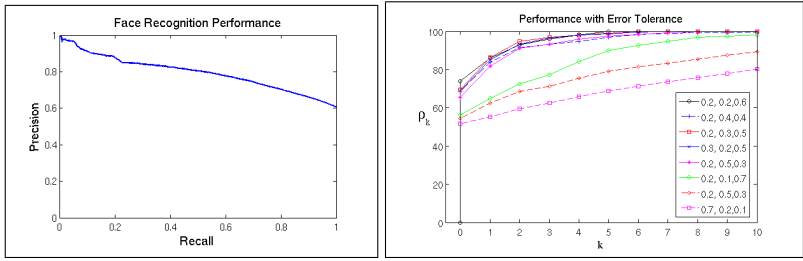 Face Recognition Performance
1
0.8
0.6
0.4
0.2
0
Precision
0 0.2 0.4 0.6 0.8 1
Recall
Performance with Error Tolerance
100
80
60
40
20
0
ρk
0 1 2 3 4 5 6 7 8 9 10
k
0.2, 0.2,0.6
0.2, 0.4,0.4
0.2, 0.3,0.5
0.3, 0.2,0.5
0.2, 0.5,0.3
0.2, 0.1,0.7
0.2, 0.5,0.3
0.7, 0.2,0.1